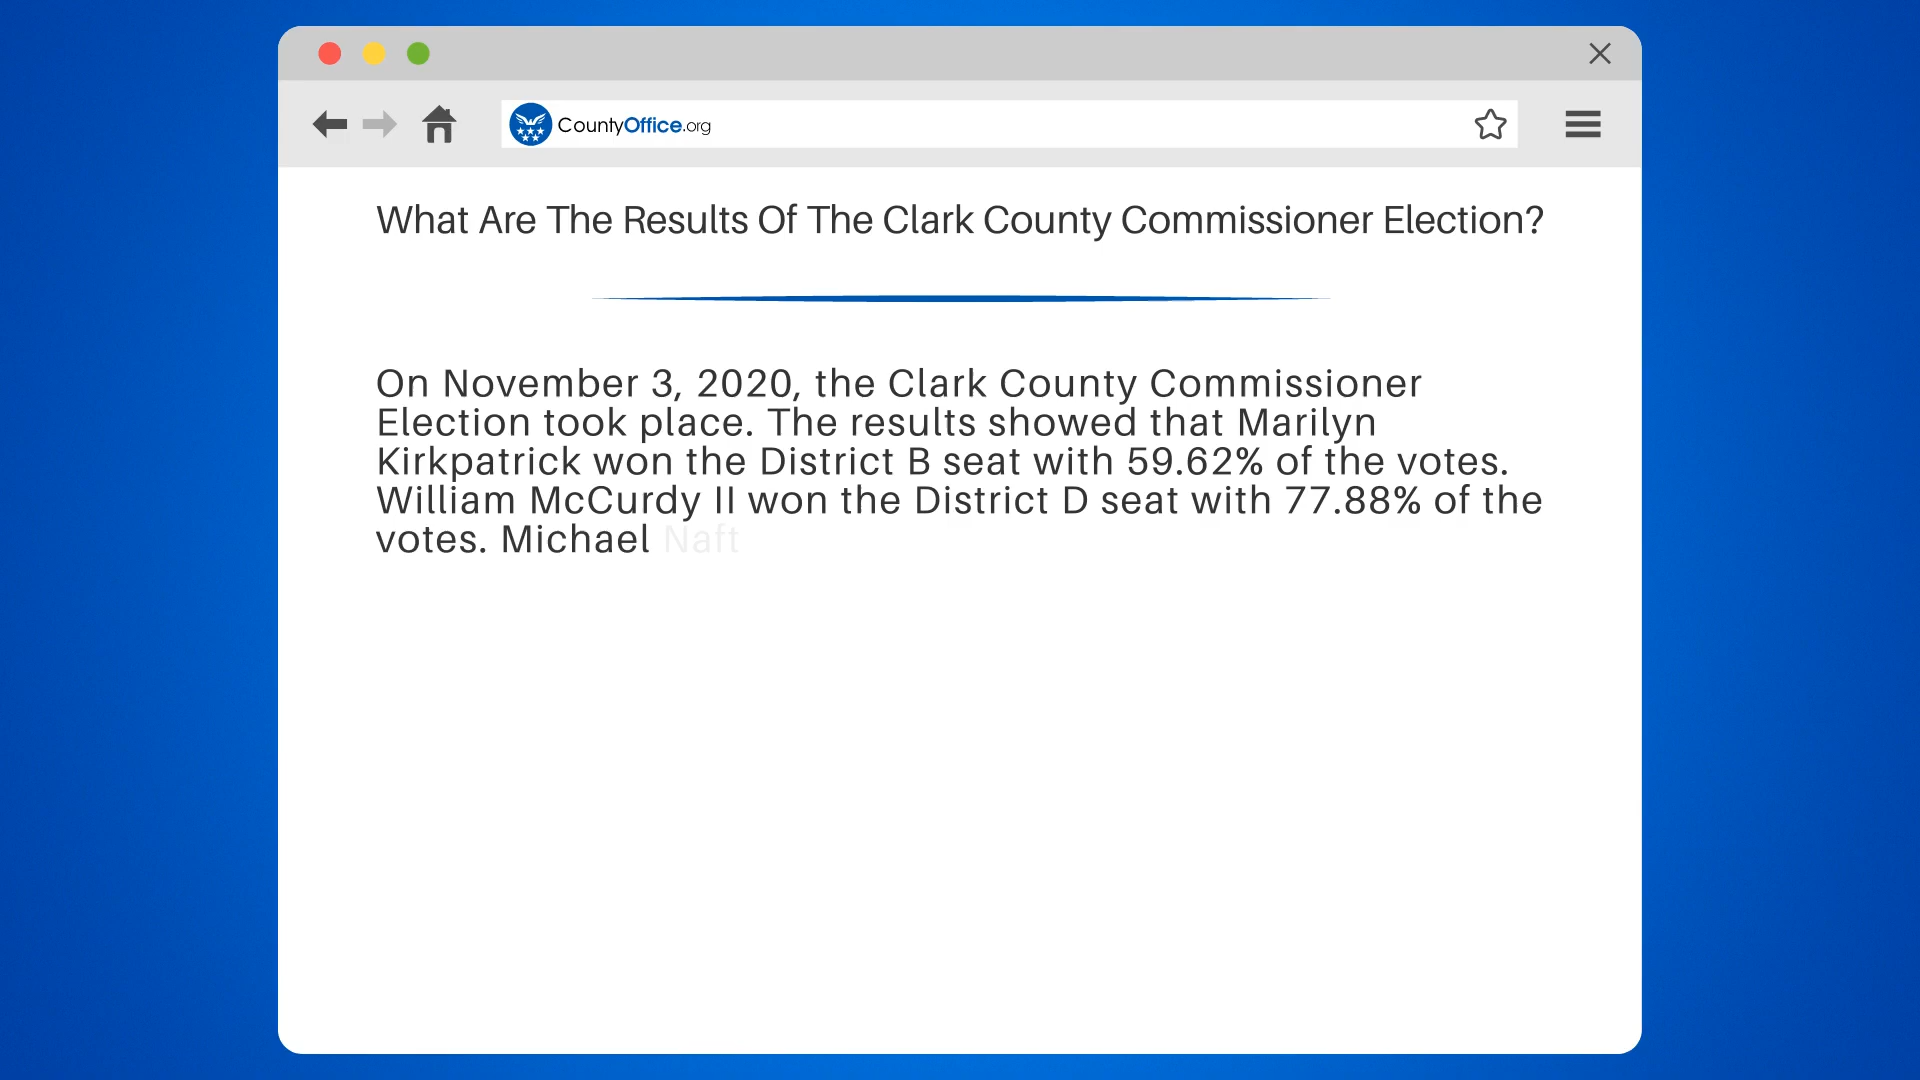 CountyOffice.org
What Are The Results Of The Clark County Commissioner Election?
On November 3, 2020, the Clark County Commissioner
Election took place. The results showed that Marilyn
Kirkpatrick won the District B seat with 59.62% of the votes.
William McCurdy II won the District D seat with 77.88% of the
votes. Michael Naft